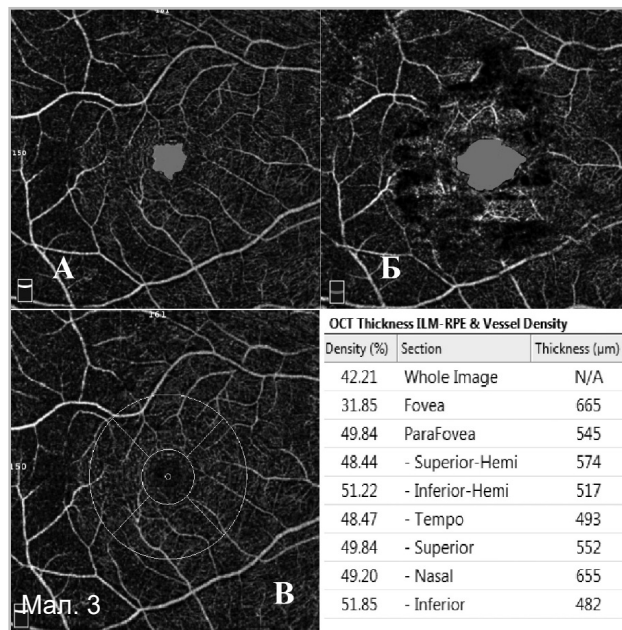 161
150
А
Б
161
150
В
Мал. 3
OCT Thickness ILM-RPE & Vessel Density
Density (%) Section Thickness (µm)
42.21 Whole Image N/A
31.85 Fovea 665
49.84 ParaFovea 545
48.44 - Superior-Hemi 574
51.22 - Inferior-Hemi 517
48.47 - Tempo 493
49.84 - Superior 552
49.20 - Nasal 655
51.85 - Inferior 482